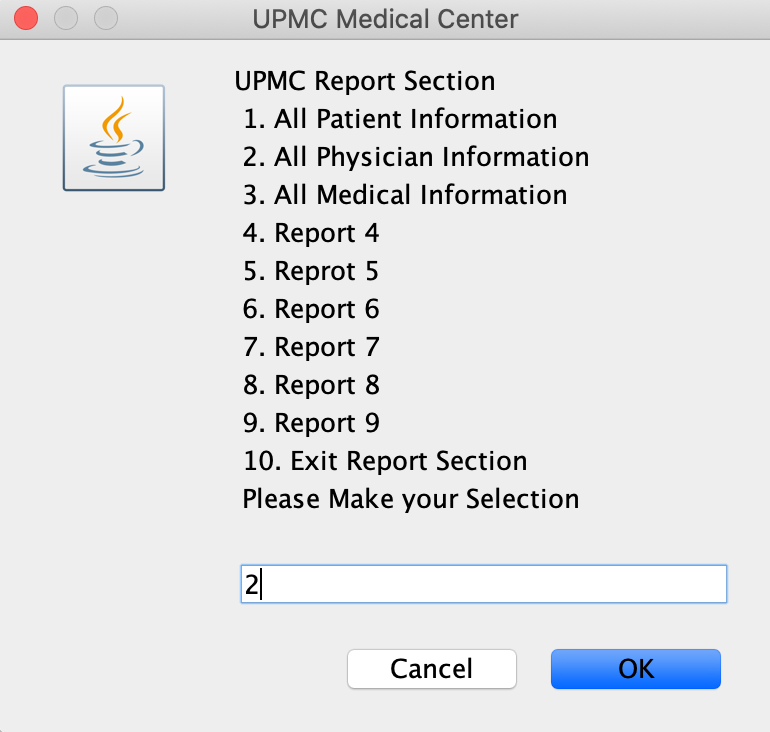 UPMC Medical Center
UPMC Report Section
1. All Patient Information
2. All Physician Information
3. All Medical Information
4. Report 4
5. Reprot 5
6. Report 6
7. Report 7
8. Report 8
9. Report 9
10. Exit Report Section
Please Make your Selection
2
Cancel OK